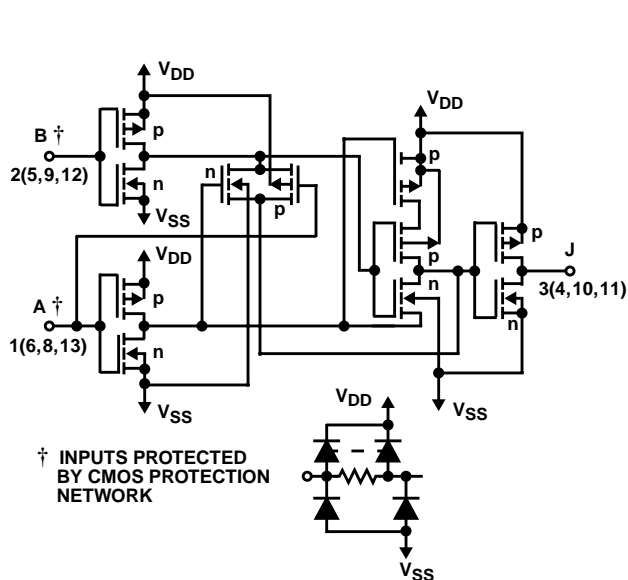 VDD
B †
p
2(5,9,12)
n
VSS
VDD
A †
p
1(6,8,13)
n
VSS
n
p
VDD
p
p
n
p
J
3(4,10,11)
n
VSS
VDD
† INPUTS PROTECTED
BY CMOS PROTECTION
NETWORK
VSS